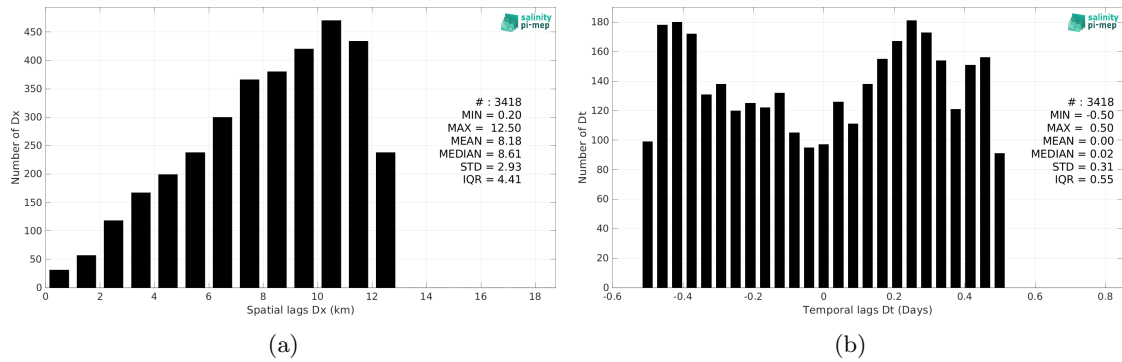 salinity
pi-mep
450
400
350
300
250
200
150
100
50
0
Number of Dx
# : 3418
MIN = 0.20
MAX = 12.50
MEAN = 8.18
MEDIAN = 8.61
STD = 2.93
IQR = 4.41
0 2 4 6 8 10 12 14 16 18
Spatial lags Dx (km)
(a)
salinity
pi-mep
180
160
140
120
100
80
60
40
20
0
Number of Dt
# : 3418
MIN = -0.50
MAX = 0.50
MEAN = 0.00
MEDIAN = 0.02
STD = 0.31
IQR = 0.55
-0.6 -0.4 -0.2 0 0.2 0.4 0.6 0.8
Temporal lags Dt (Days)
(b)